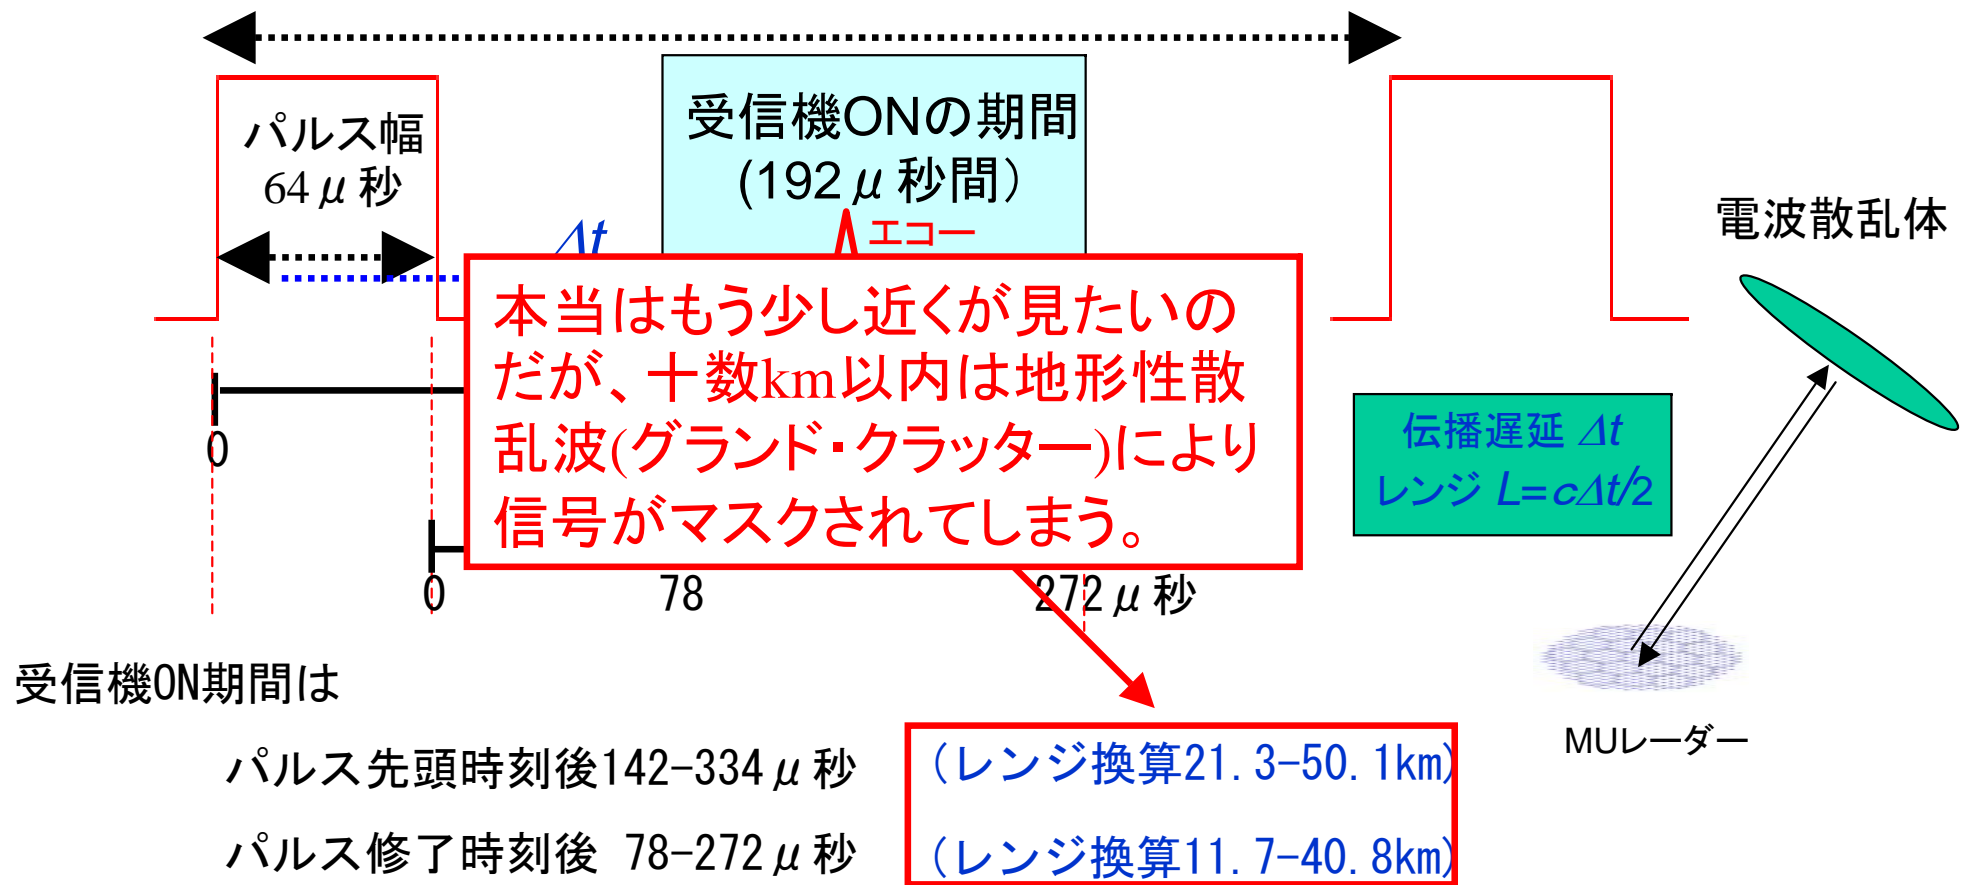 パルス幅
64μ秒
受信機ONの期間
(192μ秒間)
Δt
エコー
電波散乱体
本当はもう少し近くが見たいの
だが、十数km以内は地形性散
乱波(グランド・クラッター)により
信号がマスクされてしまう。
伝播遅延 Δt
レンジ L=cΔt/2
0
0
78
272μ秒
MUレーダー
受信機ON期間は
パルス先頭時刻後142-334μ秒
(レンジ換算21.3-50.1km)
パルス修了時刻後 78-272μ秒
(レンジ換算11.7-40.8km)